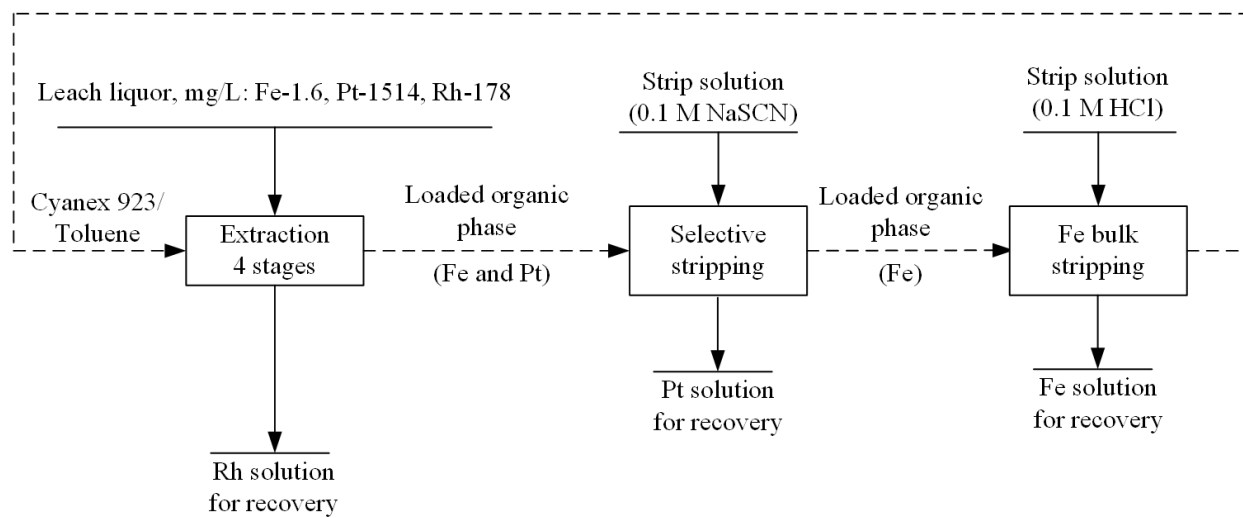 Leach liquor, mg/L: Fe-1.6, Pt-1514, Rh-178
Strip solution
(0.1 M NaSCN)
Strip solution
(0.1 M HCl)
Cyanex 923/
Toluene
Extraction
4 stages
Loaded organic
phase
(Fe and Pt)
Selective
stripping
Loaded organic
phase
(Fe)
Fe bulk
stripping
Rh solution
for recovery
Pt solution
for recovery
Fe solution
for recovery